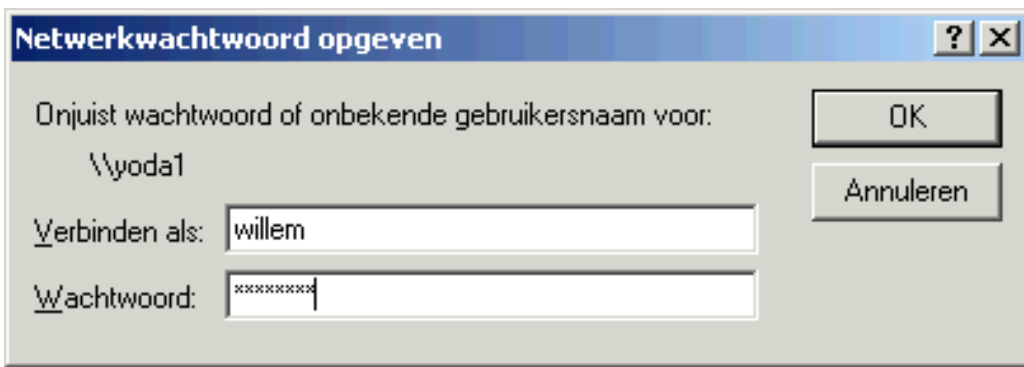 Netwerkwachtwoord opgeven
Onjuist wachtwoord of onbekende gebruikersnaam voor:
\\yoda1
Verbinden als: willem
Wachtwoord: ********
OK
Annuleren